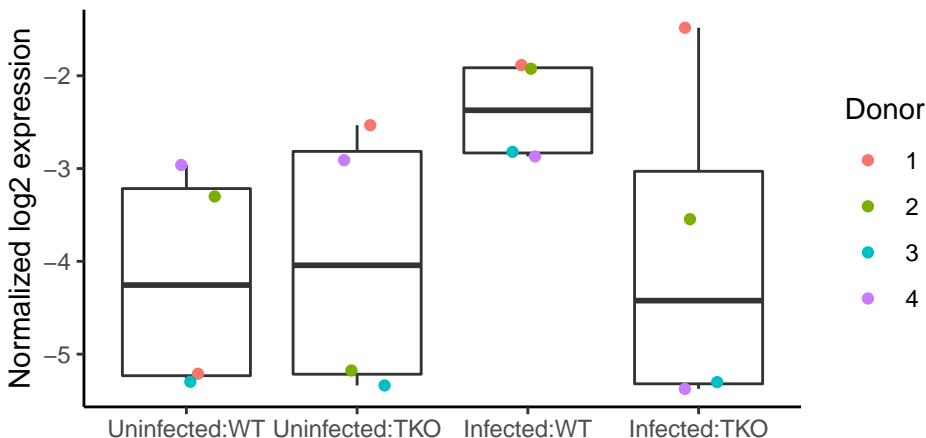 Normalized log2 expression
−2
−3
−4
−5
Uninfected:WT
Uninfected:TKO
Infected:WT
Infected:TKO
Donor
1
2
3
4